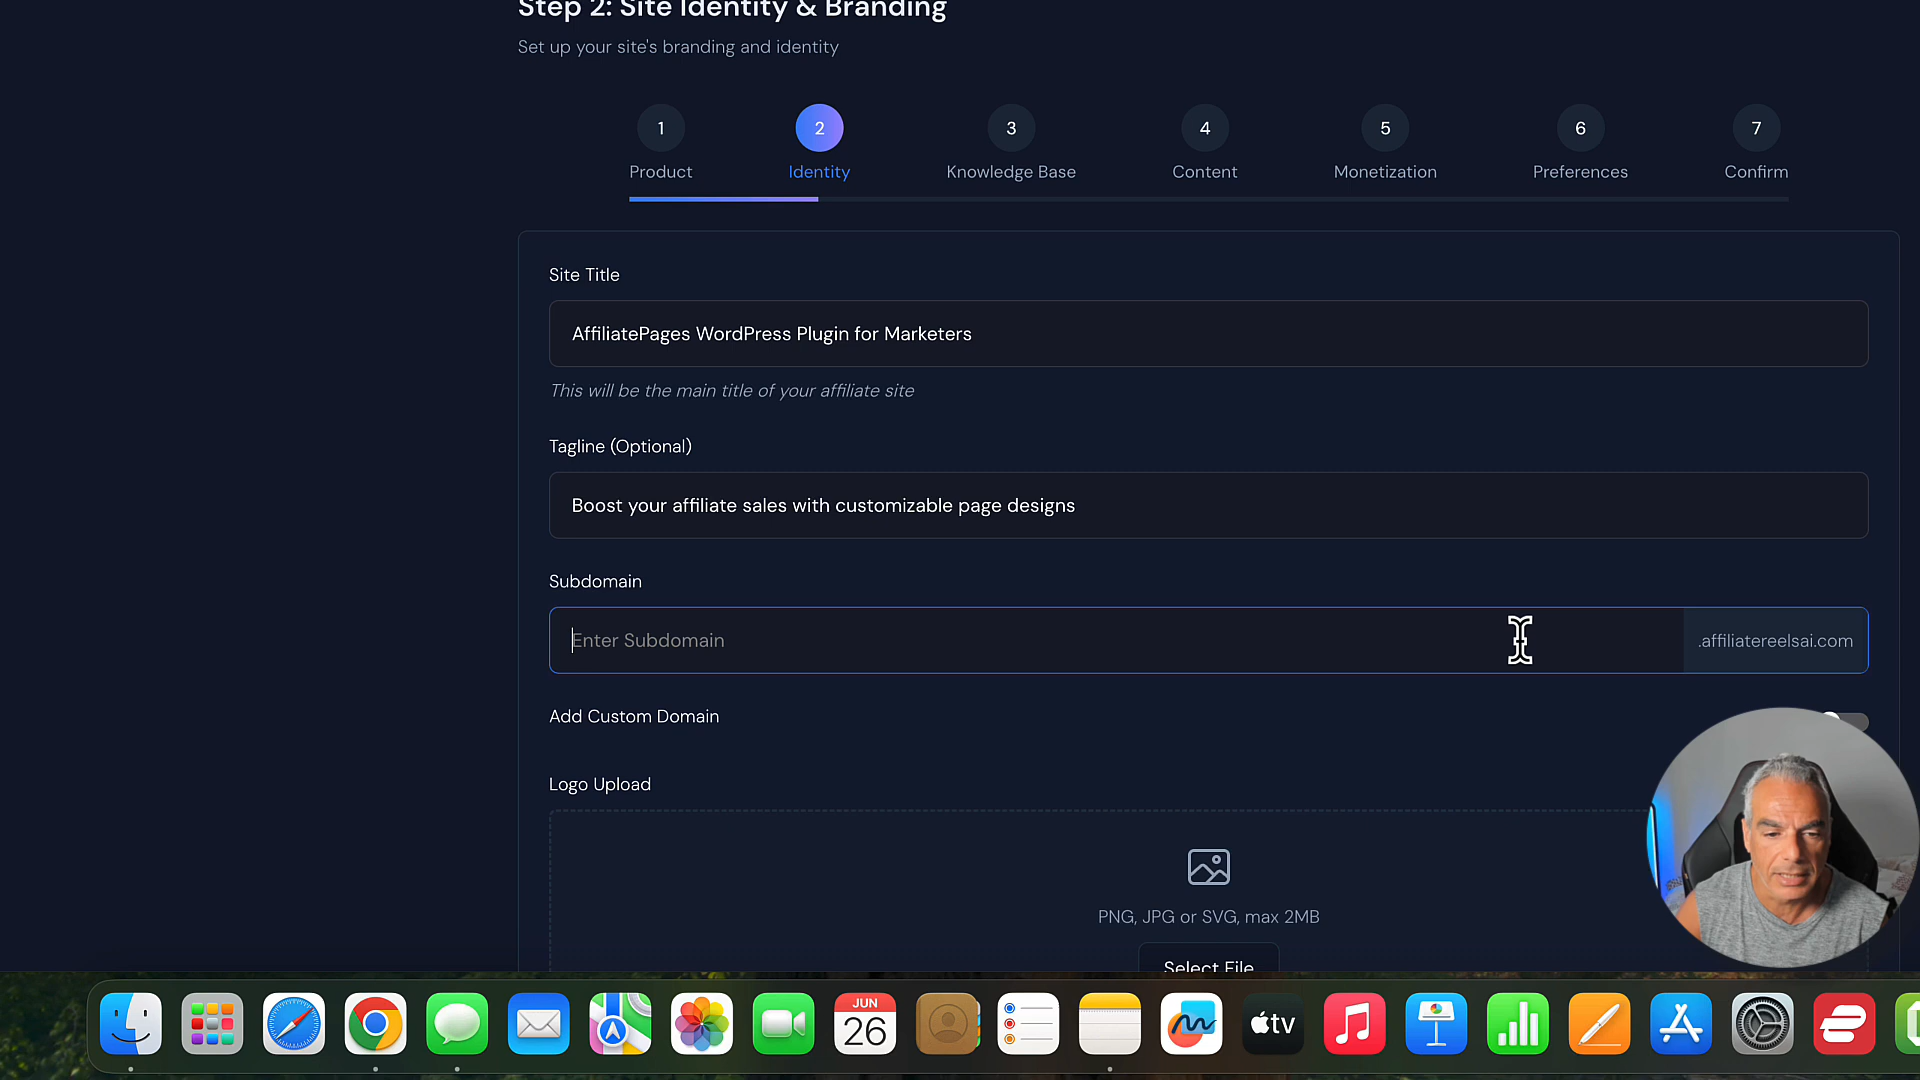 Step 2: Site Identity & Branding
Set up your site's branding and identity
1 2 3 4 5 6 7
Product Identity Knowledge Base Content Monetization Preferences Confirm
Site Title
AffiliatePages WordPress Plugin for Marketers
This will be the main title of your affiliate site
Tagline (Optional)
Boost your affiliate sales with customizable page designs
Subdomain
Enter Subdomain .affiliatereelsai.com
Add Custom Domain
Logo Upload
PNG, JPG or SVG, max 2MB
Select File
JUN
26
tv